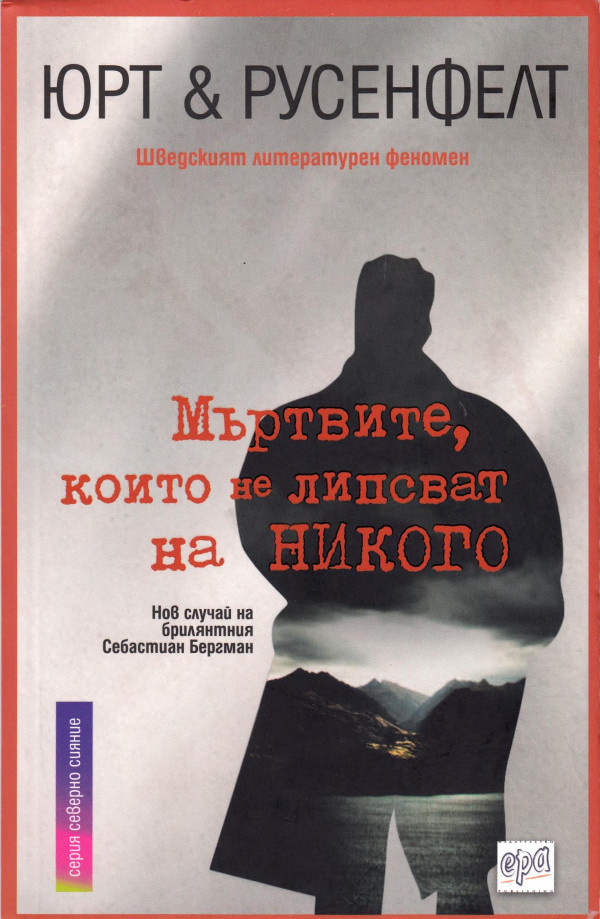 ЮРТ & РУСЕНФЕЛТ
Шведският литературен феномен
Мъртвите,
които не липсват
на НИКОГО
Нов случай на
брилянтния
Себастиан Бергман
серия северно сияние
ера